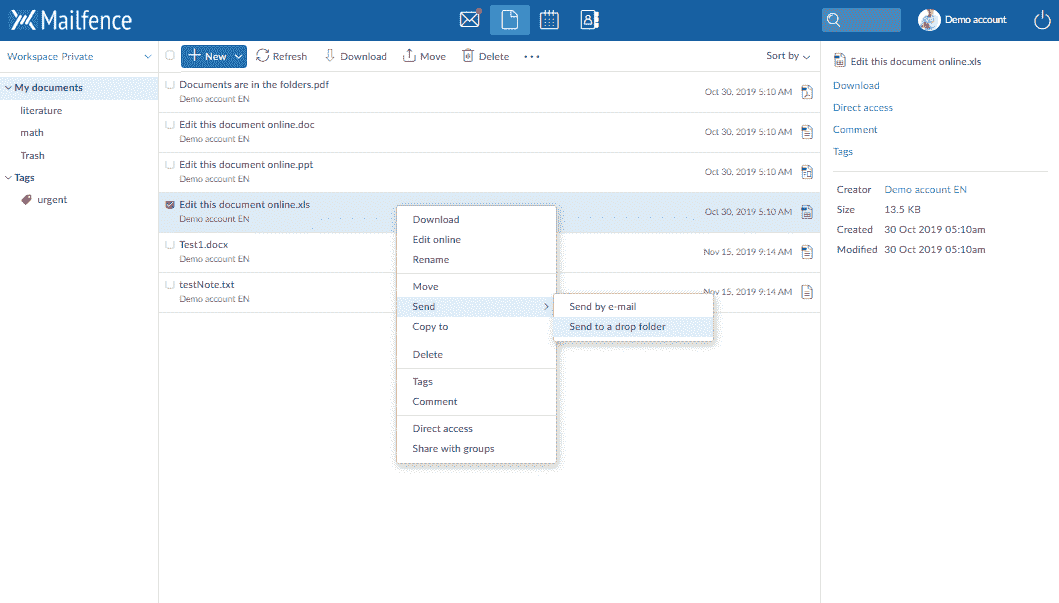 Mailfence
Demo account
Workspace Private
New
Refresh
Download
Move
Delete
Sort by
My documents
literature
math
Trash
Tags
urgent
Documents are in the folders.pdf
Demo account EN
Oct 30, 2019 5:10 AM
Edit this document online.doc
Demo account EN
Oct 30, 2019 5:10 AM
Edit this document online.ppt
Demo account EN
Oct 30, 2019 5:10 AM
Edit this document online.xls
Demo account EN
Oct 30, 2019 5:10 AM
Test1.docx
Demo account EN
Nov 15, 2019 9:14 AM
testNote.txt
Demo account EN
Nov 15, 2019 9:14 AM
Download
Edit online
Rename
Move
Send
Copy to
Delete
Tags
Comment
Direct access
Share with groups
Send by e-mail
Send to a drop folder
Edit this document online.xls
Download
Direct access
Comment
Tags
Creator Demo account EN
Size 13.5 KB
Created 30 Oct 2019 05:10am
Modified 30 Oct 2019 05:10am